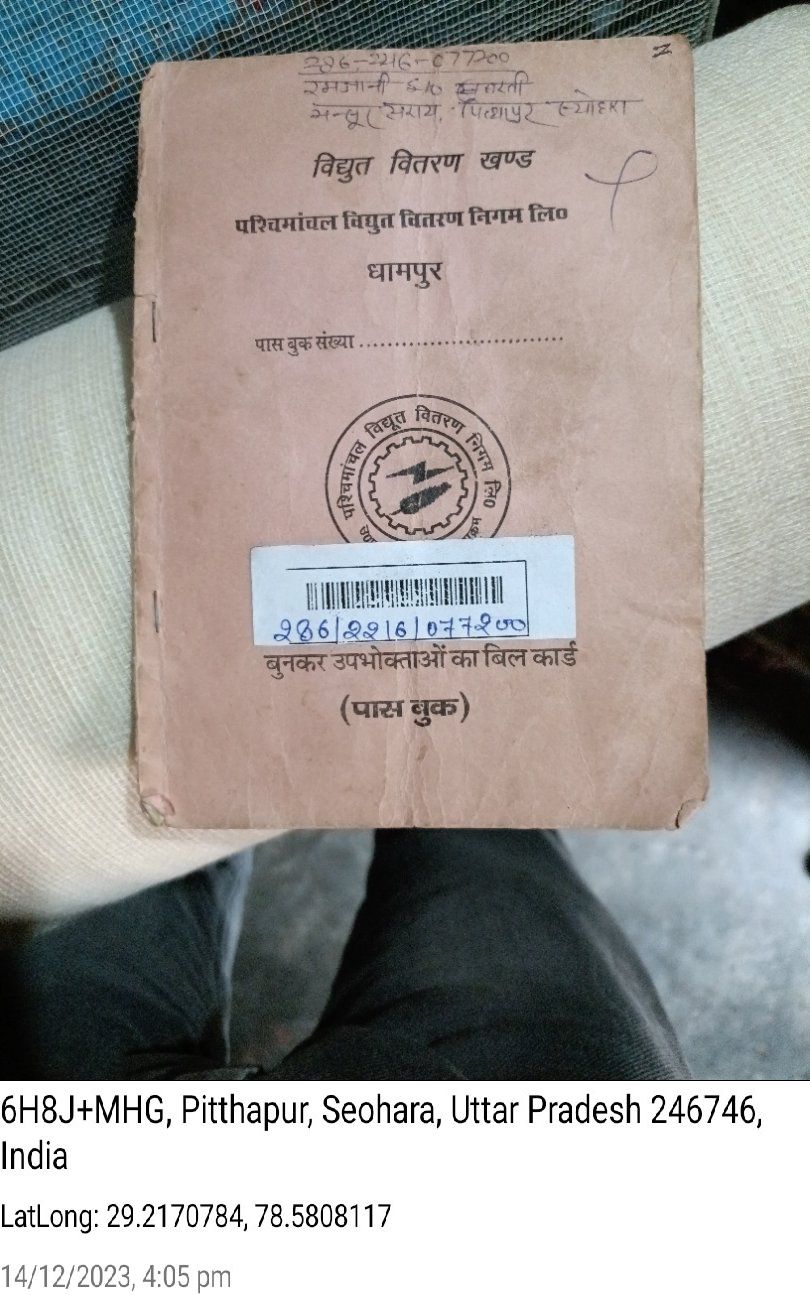 286-2216-077200
रमजानी S/o
सराय, पित्थापुर स्योहारा
विद्युत वितरण खण्ड
पश्चिमांचल विद्युत वितरण निगम लि०
धामपुर
पास बुक संख्या ..............................
पश्चिमांचल विद्युत वितरण निगम लि०
286/2216/077200
बुनकर उपभोक्ताओं का बिल कार्ड
(पास बुक)
6H8J+MHG, Pitthapur, Seohara, Uttar Pradesh 246746,
India
LatLong: 29.2170784, 78.5808117
14/12/2023, 4:05 pm